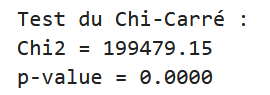 Test du Chi-Carré :
Chi2 = 199479.15
p-value = 0.0000